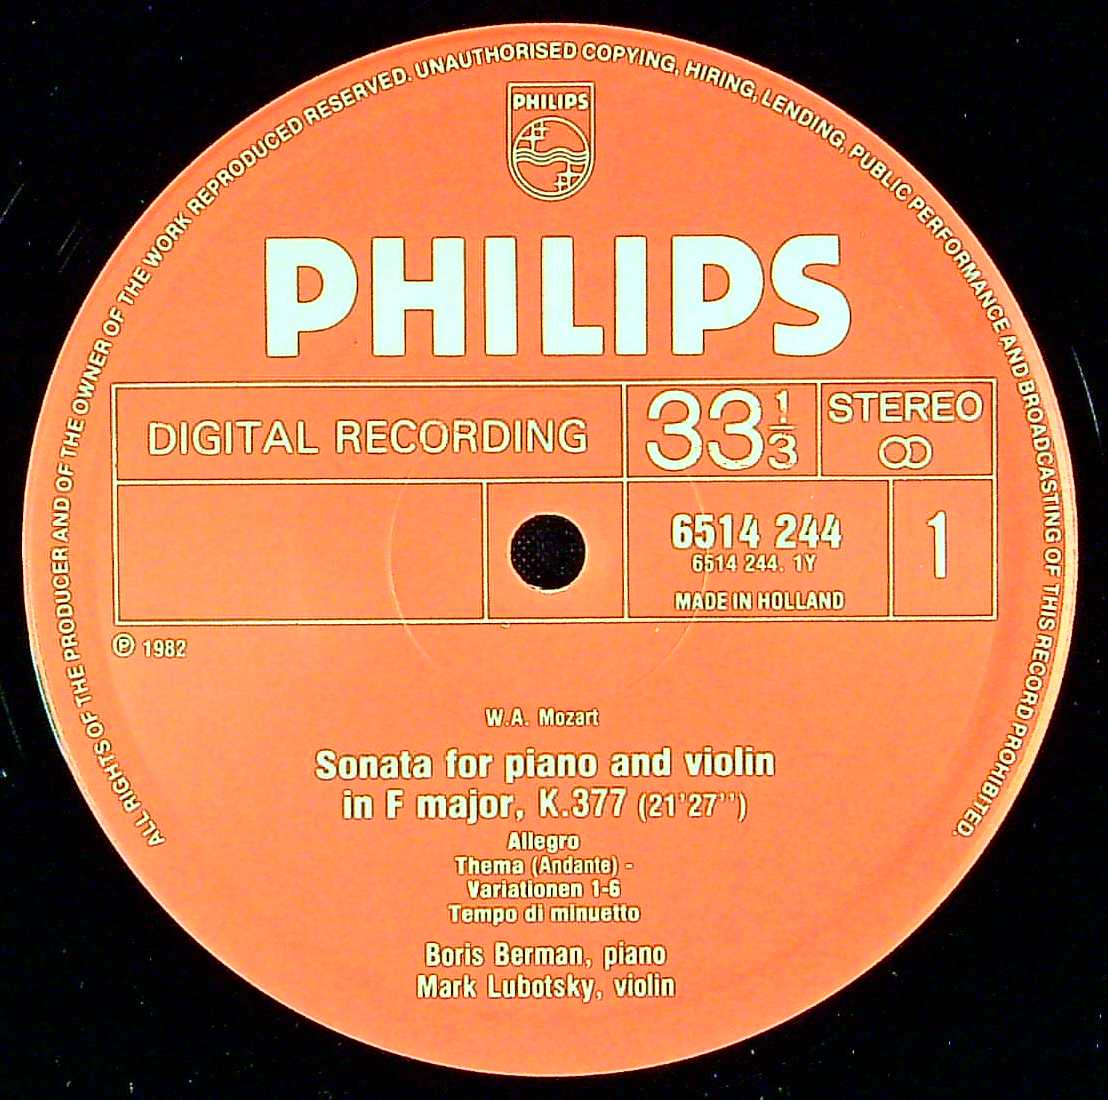 ALL RIGHTS OF THE PRODUCER AND OF THE OWNER OF THE WORK REPRODUCED RESERVED. UNAUTHORISED COPYING, HIRING, LENDING, PUBLIC PERFORMANCE AND BROADCASTING OF THIS RECORD PROHIBITED.
PHILIPS
PHILIPS
DIGITAL RECORDING
33 1/3
STEREO
6514 244
6514 244. 1Y
MADE IN HOLLAND
1
℗ 1982
W.A. Mozart
Sonata for piano and violin
in F major, K.377 (21'27'')
Allegro
Thema (Andante) -
Variationen 1-6
Tempo di minuetto
Boris Berman, piano
Mark Lubotsky, violin